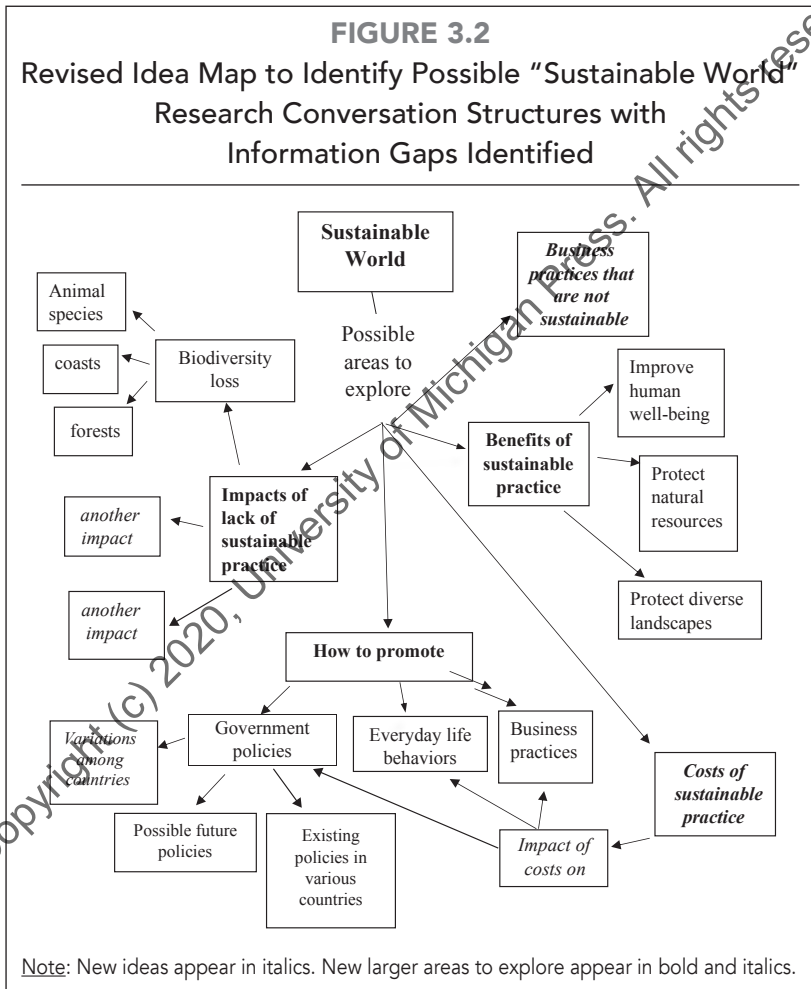 FIGURE 3.2
Revised Idea Map to Identify Possible “Sustainable World”
Research Conversation Structures with
Information Gaps Identified
Sustainable
World
Possible
areas to
explore
Business
practices that
are not
sustainable
Animal
species
coasts
forests
Biodiversity
loss
Improve
human
well-being
Benefits of
sustainable
practice
Protect
natural
resources
Protect diverse
landscapes
Impacts of
lack of
sustainable
practice
another
impact
another
impact
How to promote
Government
policies
Everyday life
behaviors
Business
practices
Variations
among
countries
Possible future
policies
Existing
policies in
various
countries
Impact of
costs on
Costs of
sustainable
practice
Note: New ideas appear in italics. New larger areas to explore appear in bold and italics.
Copyright (c) 2020, University of Michigan Press. All rights rese